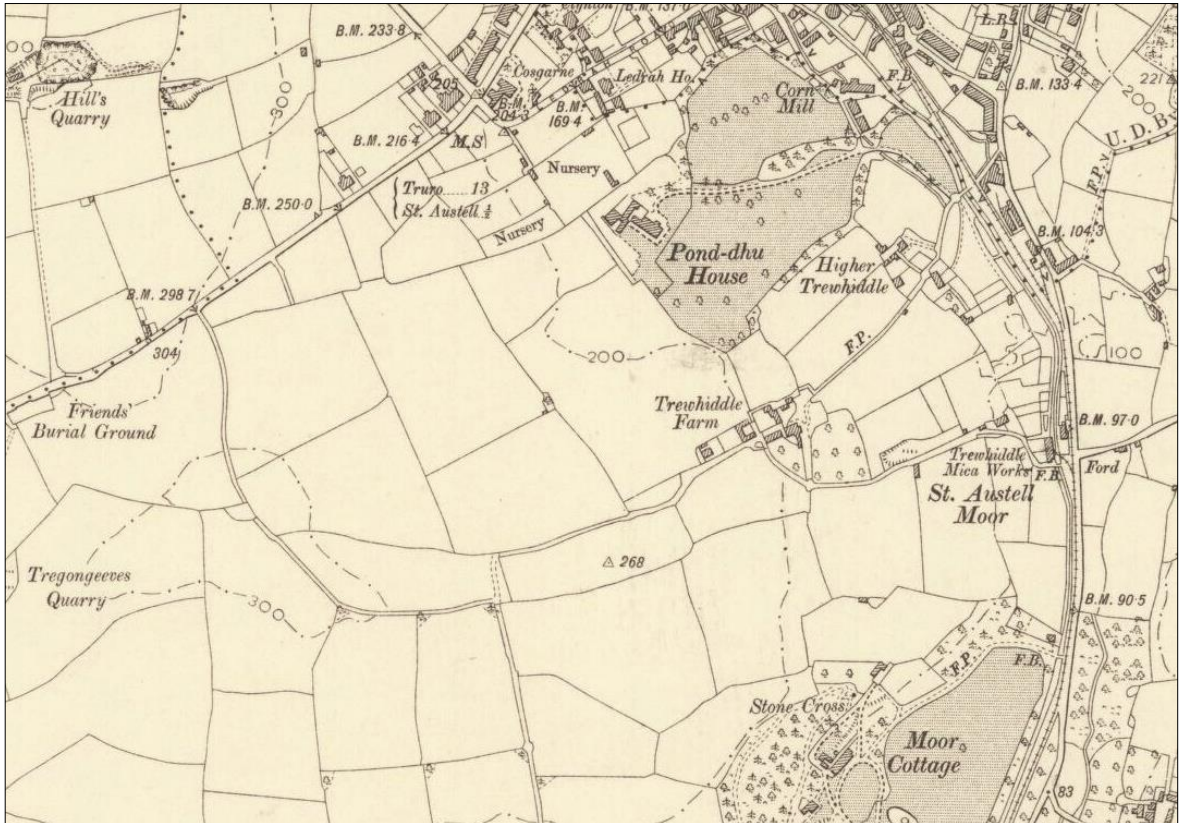 B.M. 233·8
B.M. 131·0
L.B.
F.B.
Hill's
Quarry
300
205
Cosgarne
Ledrah Ho.
Corn
Mill
B.M. 133·4
221
200
B.M.
204·3
B.M.
169·4
B.M. 216·4
M.S
U. D. By
Nursery
F.P.
Truro...... 13
St. Austell ½
B.M. 250·0
Nursery
Pond-dhu
House
Higher
Trewhiddle
B.M. 104·3
B.M. 298·7
304
200
F.P.
100
Friends'
Burial Ground
Trewhiddle
Farm
B.M. 97·0
Trewhiddle
Mica Works
F.B.
Ford
St. Austell
Moor
268
Tregongeeves
Quarry
300
B.M. 90·5
F.P.
F.B.
Stone Cross
Moor
Cottage
83